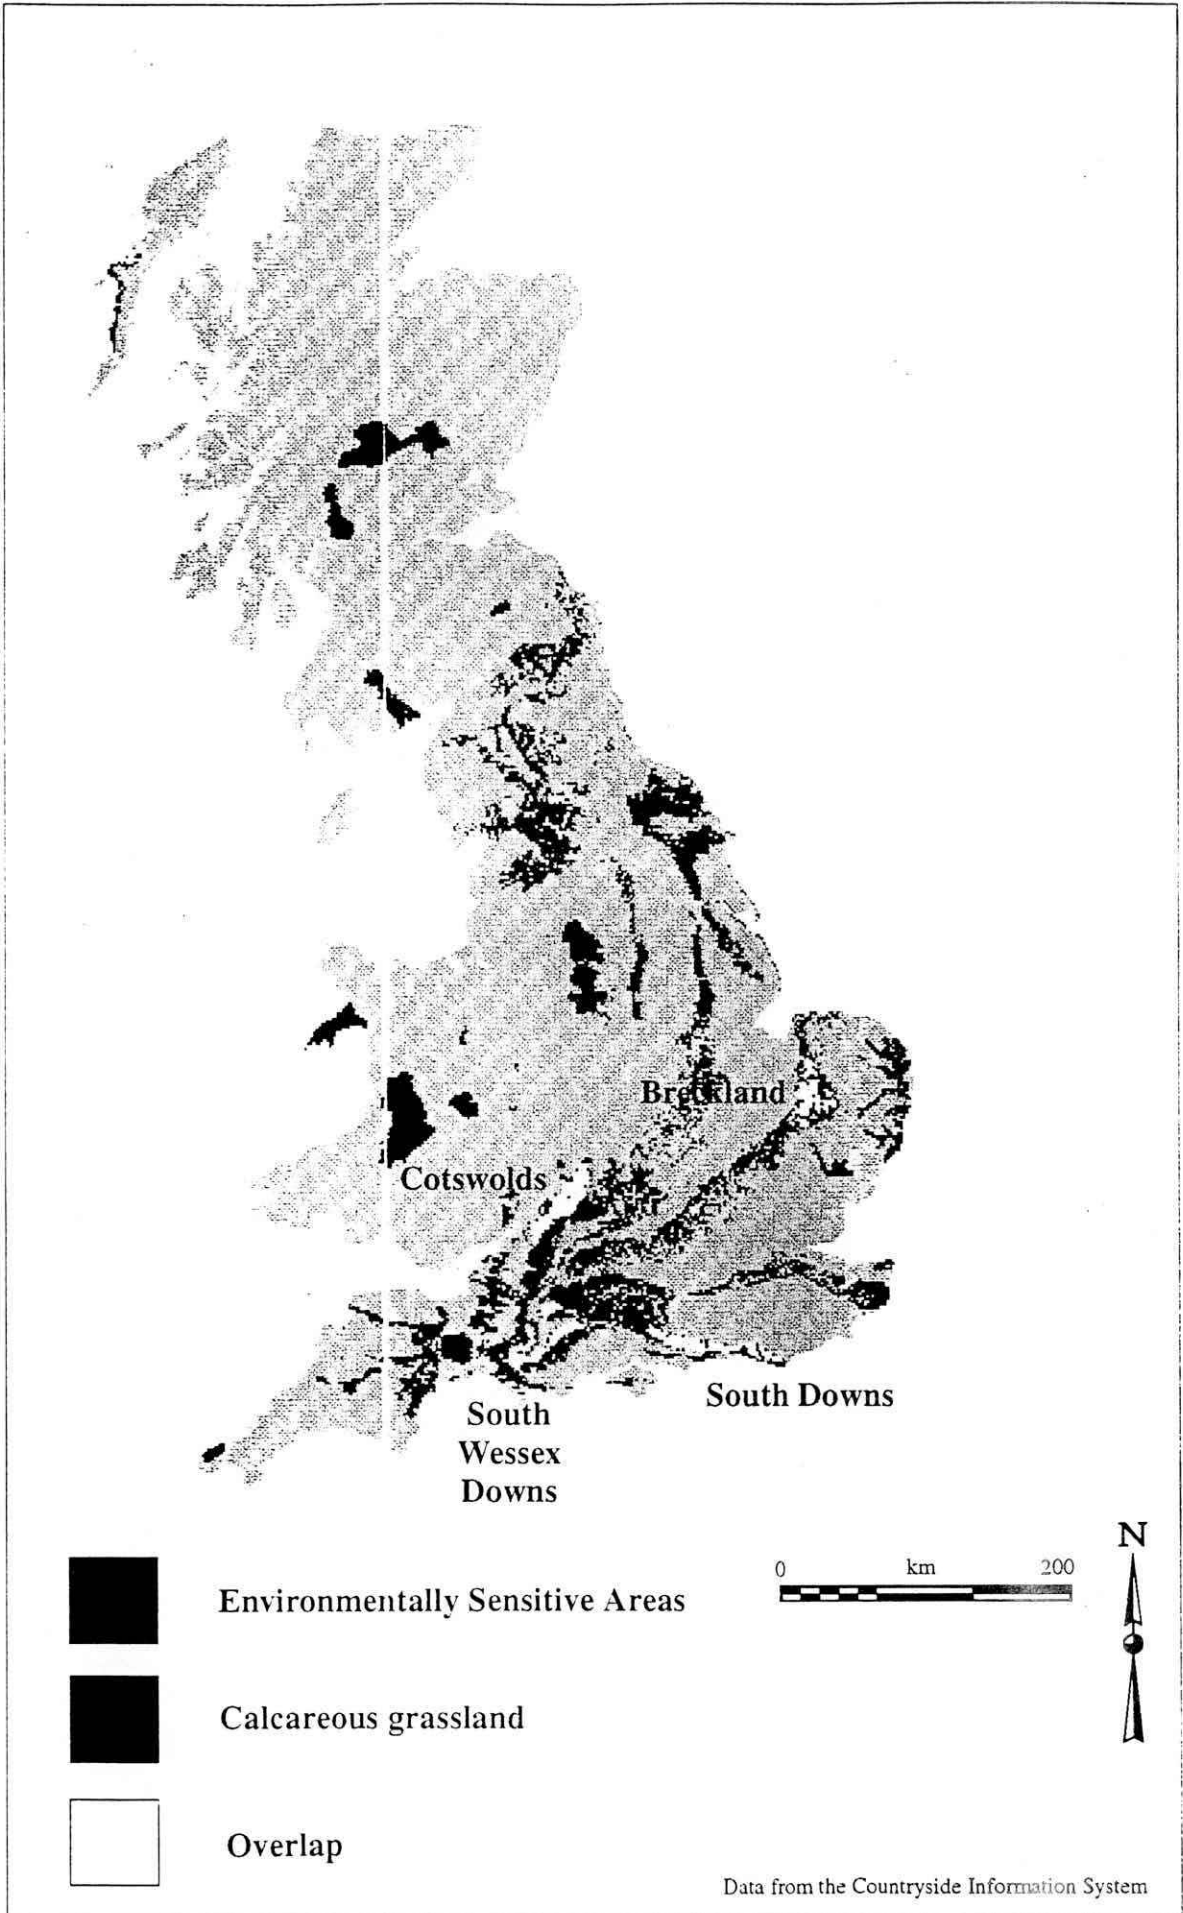 Breckland
Cotswolds
South Downs
South
Wessex
Downs
N
0 km 200
Environmentally Sensitive Areas
Calcareous grassland
Overlap
Data from the Countryside Information System